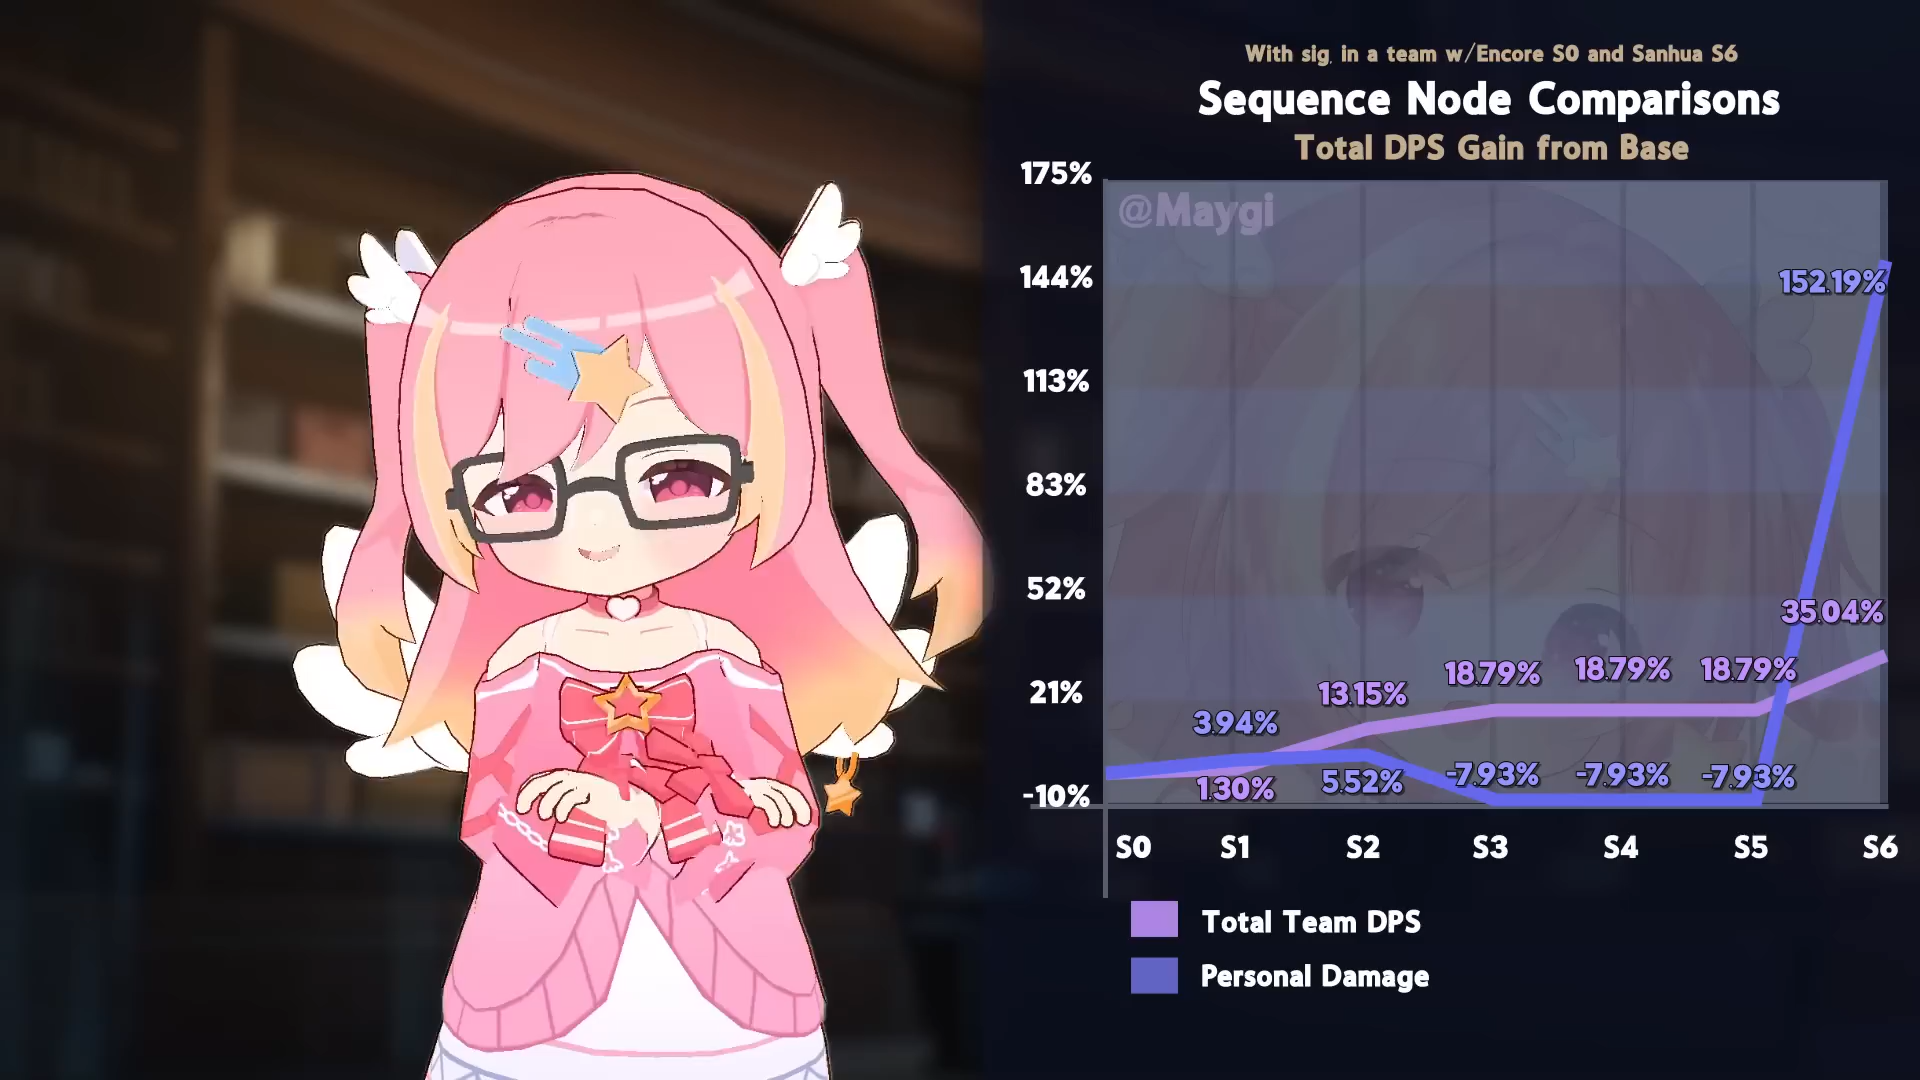 With sig, in a team w/Encore S0 and Sanhua S6
Sequence Node Comparisons
Total DPS Gain from Base
175%
@Maygi
144%
152.19%
113%
83%
52%
35.04%
21%
13.15%
18.79%
18.79%
18.79%
3.94%
1.30%
5.52%
-7.93%
-7.93%
-7.93%
-10%
S0 S1 S2 S3 S4 S5 S6
Total Team DPS
Personal Damage